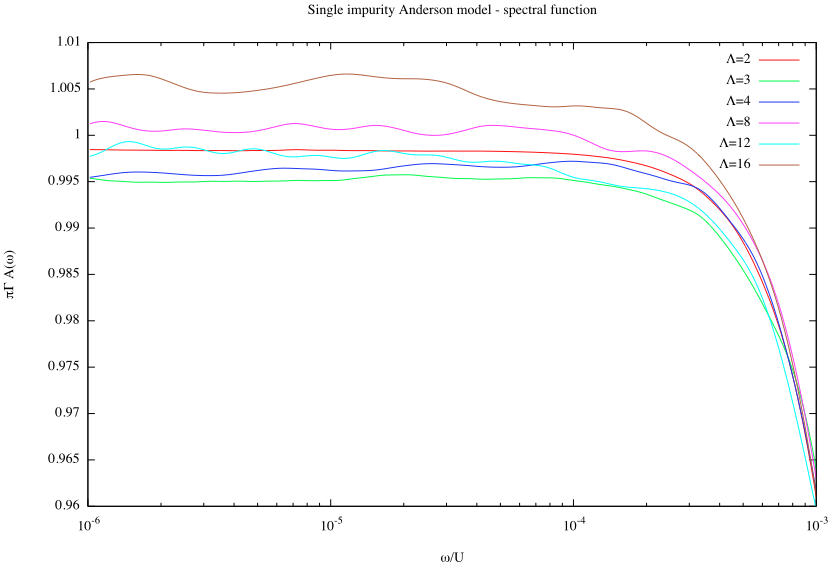 Single impurity Anderson model - spectral function
1.01
1.005
1
0.995
0.99
0.985
0.98
0.975
0.97
0.965
0.96
πΓ A(ω)
Λ=2
Λ=3
Λ=4
Λ=8
Λ=12
Λ=16
10⁻⁶
10⁻⁵
10⁻⁴
10⁻³
ω/U